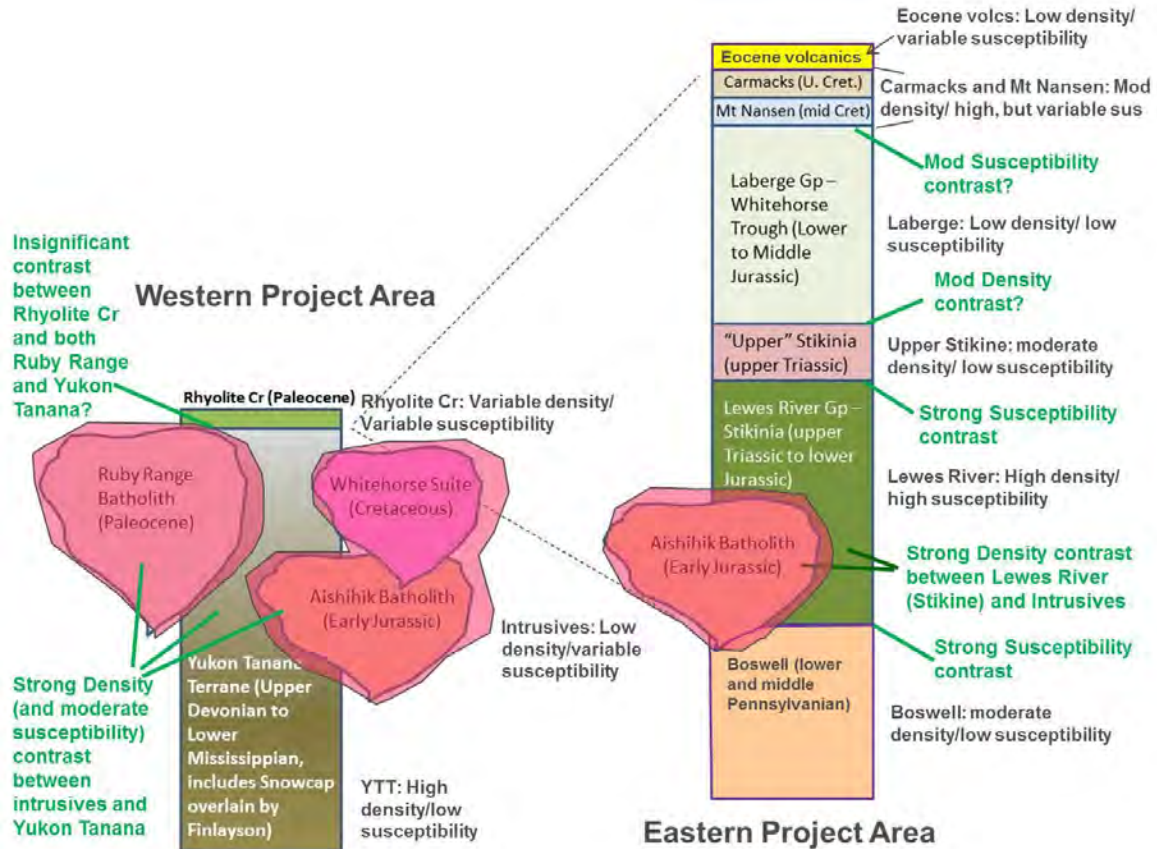 Eocene volcs: Low density/
variable susceptibility
Eocene volcanics
Carmacks (U. Cret.)
Mt Nansen (mid Cret)
Carmacks and Mt Nansen: Mod
density/ high, but variable sus
Mod Susceptibility
contrast?
Laberge Gp –
Whitehorse
Trough (Lower
to Middle
Jurassic)
Laberge: Low density/ low
susceptibility
Mod Density
contrast?
"Upper" Stikinia
(upper Triassic)
Upper Stikine: moderate
density/ low susceptibility
Strong Susceptibility
contrast
Lewes River Gp –
Stikinia (upper
Triassic to lower
Jurassic)
Lewes River: High density/
high susceptibility
Aishihik Batholith
(Early Jurassic)
Strong Density contrast
between Lewes River
(Stikine) and Intrusives
Strong Susceptibility
contrast
Boswell (lower
and middle
Pennsylvanian)
Boswell: moderate
density/low susceptibility
Eastern Project Area
Western Project Area
Insignificant
contrast
between
Rhyolite Cr
and both
Ruby Range
and Yukon
Tanana?
Rhyolite Cr (Paleocene)
Rhyolite Cr: Variable density/
Variable susceptibility
Ruby Range
Batholith
(Paleocene)
Whitehorse Suite
(Cretaceous)
Aishihik Batholith
(Early Jurassic)
Intrusives: Low
density/variable
susceptibility
Strong Density
(and moderate
susceptibility)
contrast
between
intrusives and
Yukon Tanana
Yukon Tanana
Terrane (Upper
Devonian to
Lower
Mississippian,
includes Snowcap
overlain by
Finlayson)
YTT: High
density/low
susceptibility